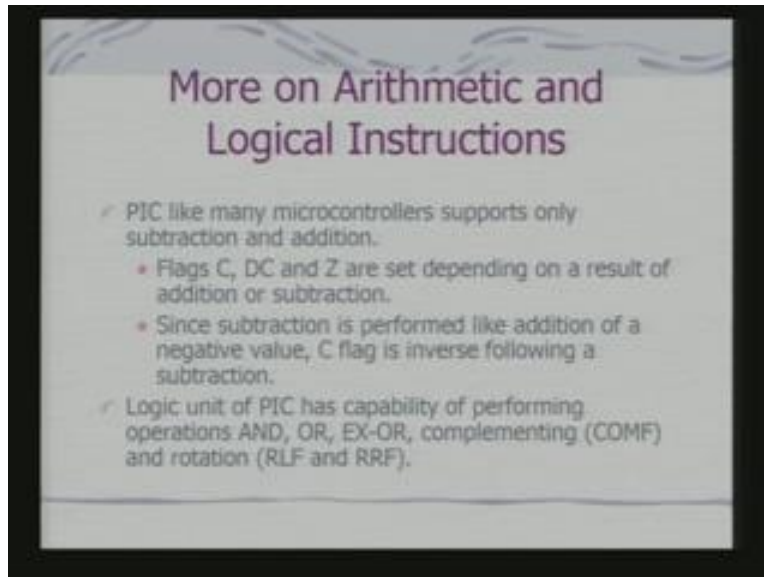 More on Arithmetic and
Logical Instructions
PIC like many microcontrollers supports only
subtraction and addition.
Flags C, DC and Z are set depending on a result of
addition or subtraction.
Since subtraction is performed like addition of a
negative value, C flag is inverse following a
subtraction.
Logic unit of PIC has capability of performing
operations AND, OR, EX-OR, complementing (COMF)
and rotation (RLF and RRF).